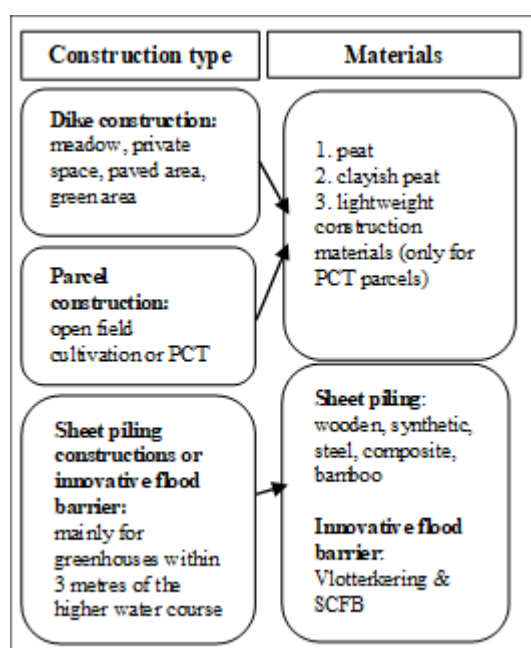 Construction type
Materials
Dike construction:
meadow, private
space, paved area,
green area
1. peat
2. clayish peat
3. lightweight
construction
materials (only for
PCT parcels)
Parcel
construction:
open field
cultivation or PCT
Sheet piling
constructions or
innovative flood
barrier:
mainly for
greenhouses within
3 metres of the
higher water course
Sheet piling:
wooden, synthetic,
steel, composite,
bamboo
Innovative flood
barrier:
Vlotterkering &
SCFB